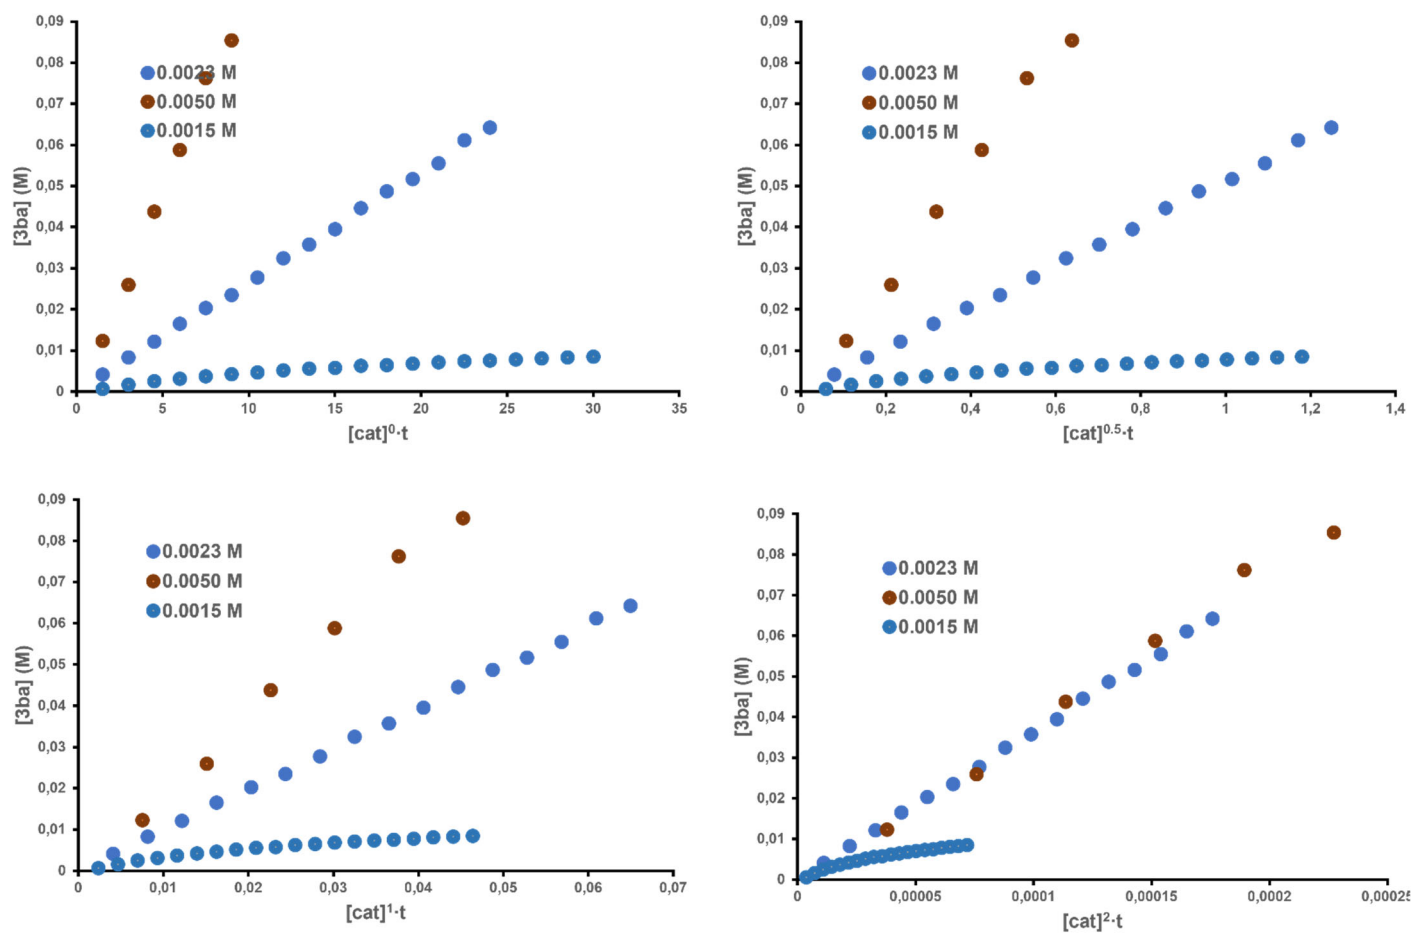 0,09
0,08
0,07
0,06
0,05
0,04
0,03
0,02
0,01
0
[3ba] (M)
0.0023 M
0.0050 M
0.0015 M
0 5 10 15 20 25 30 35
[cat]⁰·t
0,09
0,08
0,07
0,06
0,05
0,04
0,03
0,02
0,01
0
[3ba] (M)
0.0023 M
0.0050 M
0.0015 M
0 0,2 0,4 0,6 0,8 1 1,2 1,4
[cat]⁰·⁵·t
0,09
0,08
0,07
0,06
0,05
0,04
0,03
0,02
0,01
0
[3ba] (M)
0.0023 M
0.0050 M
0.0015 M
0 0,01 0,02 0,03 0,04 0,05 0,06 0,07
[cat]¹·t
0,09
0,08
0,07
0,06
0,05
0,04
0,03
0,02
0,01
0
[3ba] (M)
0.0023 M
0.0050 M
0.0015 M
0 0,00005 0,0001 0,00015 0,0002 0,00025
[cat]²·t